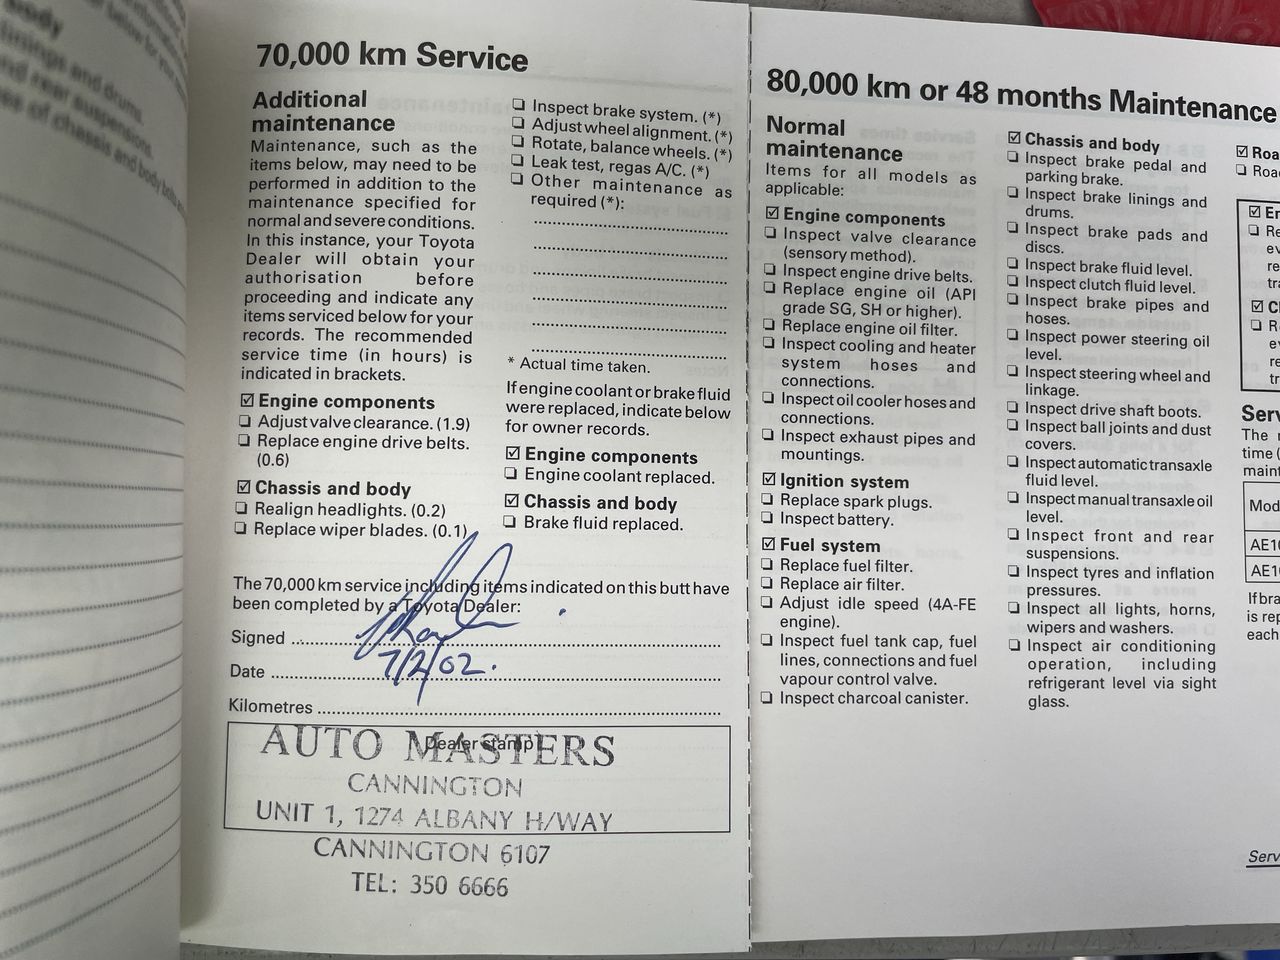 70,000 km Service
Additional
maintenance
Maintenance, such as the
items below, may need to be
performed in addition to the
maintenance specified for
normal and severe conditions.
In this instance, your Toyota
Dealer will obtain your
authorisation before
proceeding and indicate any
items serviced below for your
records. The recommended
service time (in hours) is
indicated in brackets.
☑ Engine components
❏ Adjust valve clearance. (1.9)
❏ Replace engine drive belts.
(0.6)
☑ Chassis and body
❏ Realign headlights. (0.2)
❏ Replace wiper blades. (0.1)
❏ Inspect brake system. (*)
❏ Adjust wheel alignment. (*)
❏ Rotate, balance wheels. (*)
❏ Leak test, regas A/C. (*)
❏ Other maintenance as
required (*):
* Actual time taken.
If engine coolant or brake fluid
were replaced, indicate below
for owner records.
☑ Engine components
❏ Engine coolant replaced.
☑ Chassis and body
❏ Brake fluid replaced.
The 70,000 km service including items indicated on this butt have
been completed by a Toyota Dealer:
Signed
Date 7/2/02.
Kilometres
Dealer stamp
AUTO MASTERS
CANNINGTON
UNIT 1, 1274 ALBANY H/WAY
CANNINGTON 6107
TEL: 350 6666
80,000 km or 48 months Maintenance
Normal
maintenance
Items for all models as
applicable:
☑ Engine components
❏ Inspect valve clearance
(sensory method).
❏ Inspect engine drive belts.
❏ Replace engine oil (API
grade SG, SH or higher).
❏ Replace engine oil filter.
❏ Inspect cooling and heater
system hoses and
connections.
❏ Inspect oil cooler hoses and
connections.
❏ Inspect exhaust pipes and
mountings.
☑ Ignition system
❏ Replace spark plugs.
❏ Inspect battery.
☑ Fuel system
❏ Replace fuel filter.
❏ Replace air filter.
❏ Adjust idle speed (4A-FE
engine).
❏ Inspect fuel tank cap, fuel
lines, connections and fuel
vapour control valve.
❏ Inspect charcoal canister.
☑ Chassis and body
❏ Inspect brake pedal and
parking brake.
❏ Inspect brake linings and
drums.
❏ Inspect brake pads and
discs.
❏ Inspect brake fluid level.
❏ Inspect clutch fluid level.
❏ Inspect brake pipes and
hoses.
❏ Inspect power steering oil
level.
❏ Inspect steering wheel and
linkage.
❏ Inspect drive shaft boots.
❏ Inspect ball joints and dust
covers.
❏ Inspect automatic transaxle
fluid level.
❏ Inspect manual transaxle oil
level.
❏ Inspect front and rear
suspensions.
❏ Inspect tyres and inflation
pressures.
❏ Inspect all lights, horns,
wipers and washers.
❏ Inspect air conditioning
operation, including
refrigerant level via sight
glass.